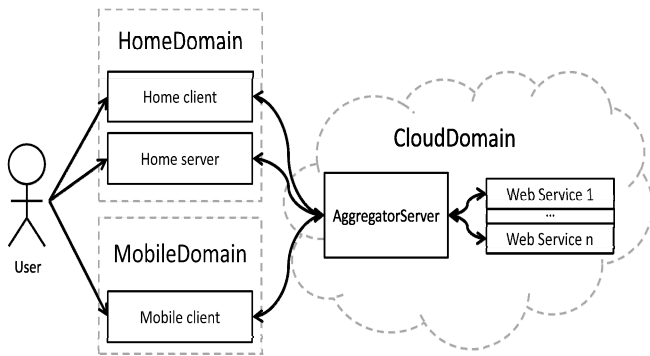 HomeDomain
Home client
Home server
User
MobileDomain
Mobile client
CloudDomain
AggregatorServer
Web Service 1
...
Web Service n